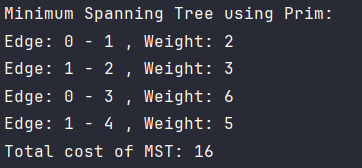 Minimum Spanning Tree using Prim:
Edge: 0 - 1 , Weight: 2
Edge: 1 - 2 , Weight: 3
Edge: 0 - 3 , Weight: 6
Edge: 1 - 4 , Weight: 5
Total cost of MST: 16